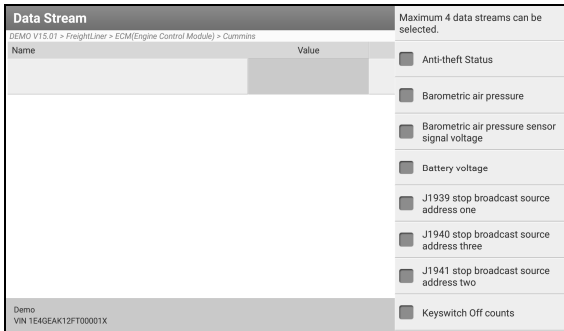 Data Stream
DEMO V15.01 > FreightLiner > ECM(Engine Control Module) > Cummins
Name Value
Demo
VIN 1E4GEAK12FT00001X
Maximum 4 data streams can be
selected.
Anti-theft Status
Barometric air pressure
Barometric air pressure sensor
signal voltage
Battery voltage
J1939 stop broadcast source
address one
J1940 stop broadcast source
address three
J1941 stop broadcast source
address two
Keyswitch Off counts